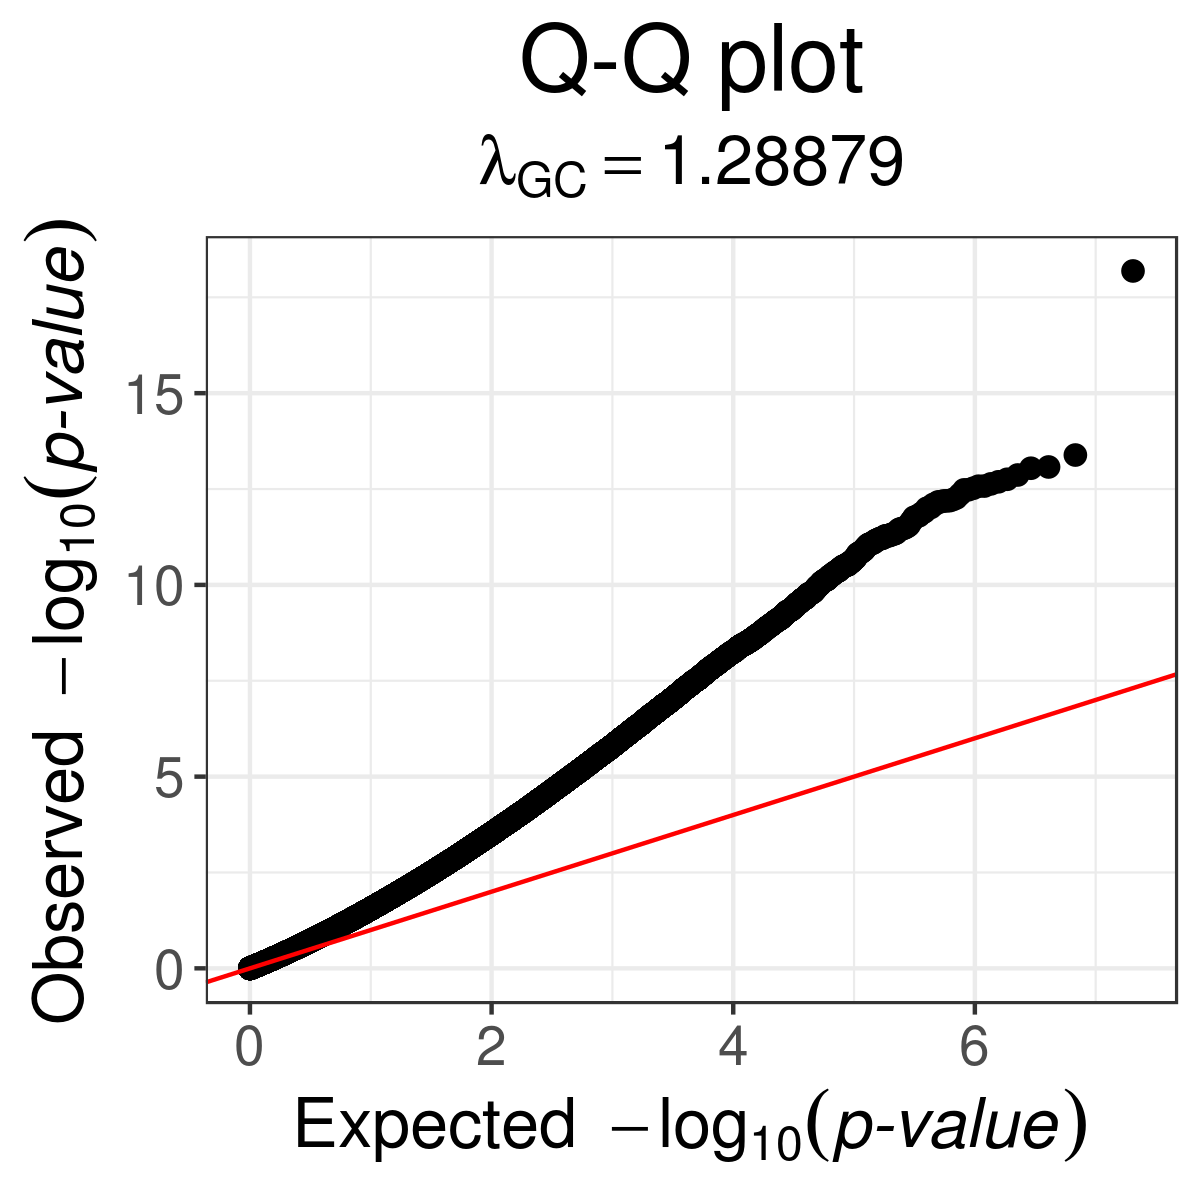 Q-Q plot
λGC = 1.28879
Observed −log10(p-value)
15
10
5
0
0 2 4 6
Expected −log10(p-value)